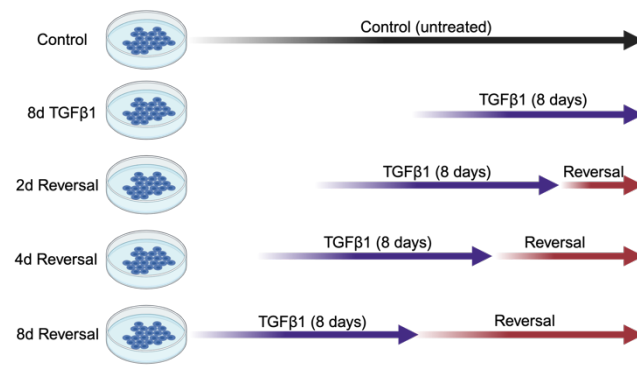 Control
Control (untreated)
8d TGFβ1
TGFβ1 (8 days)
2d Reversal
TGFβ1 (8 days)
Reversal
4d Reversal
TGFβ1 (8 days)
Reversal
8d Reversal
TGFβ1 (8 days)
Reversal